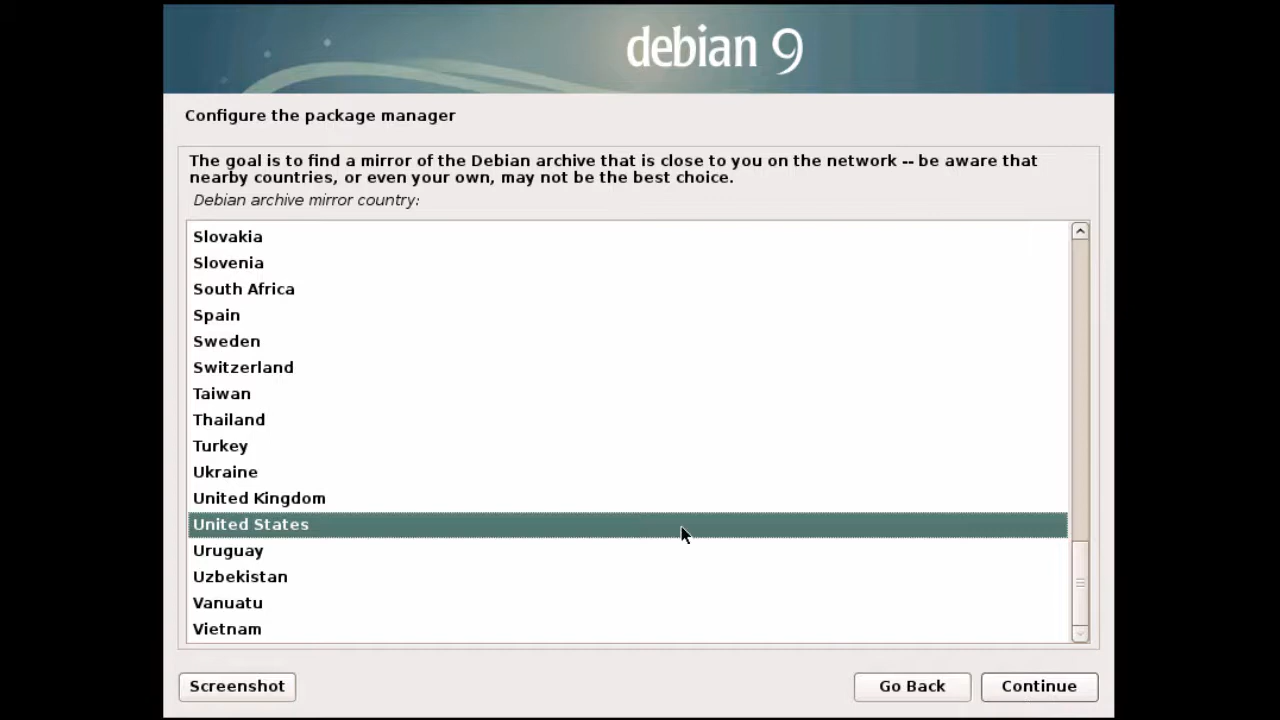 debian 9
Configure the package manager
The goal is to find a mirror of the Debian archive that is close to you on the network -- be aware that
nearby countries, or even your own, may not be the best choice.
Debian archive mirror country:
Slovakia
Slovenia
South Africa
Spain
Sweden
Switzerland
Taiwan
Thailand
Turkey
Ukraine
United Kingdom
United States
Uruguay
Uzbekistan
Vanuatu
Vietnam
Screenshot
Go Back
Continue